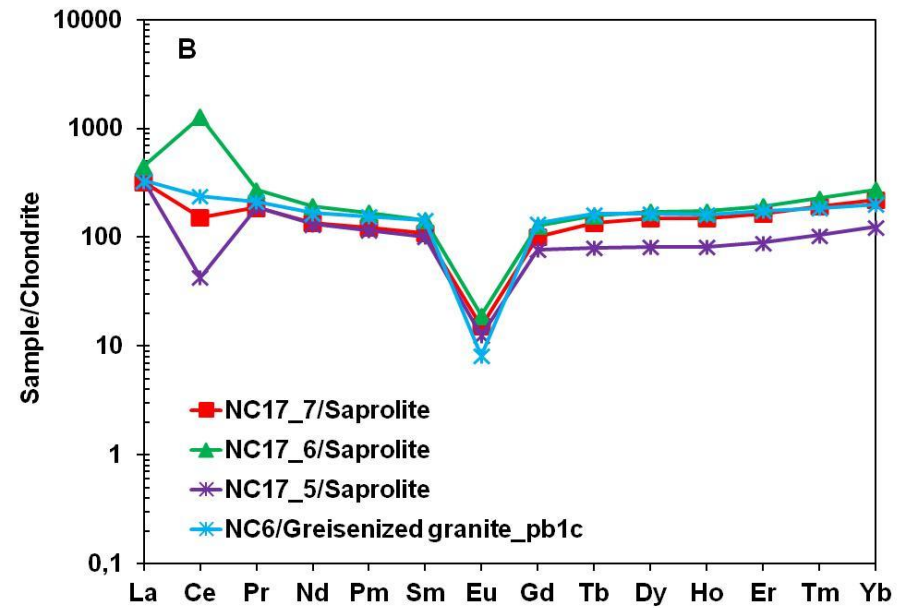 10000
B
1000
100
10
1
0,1
Sample/Chondrite
NC17_7/Saprolite
NC17_6/Saprolite
NC17_5/Saprolite
NC6/Greisenized granite_pb1c
La Ce Pr Nd Pm Sm Eu Gd Tb Dy Ho Er Tm Yb